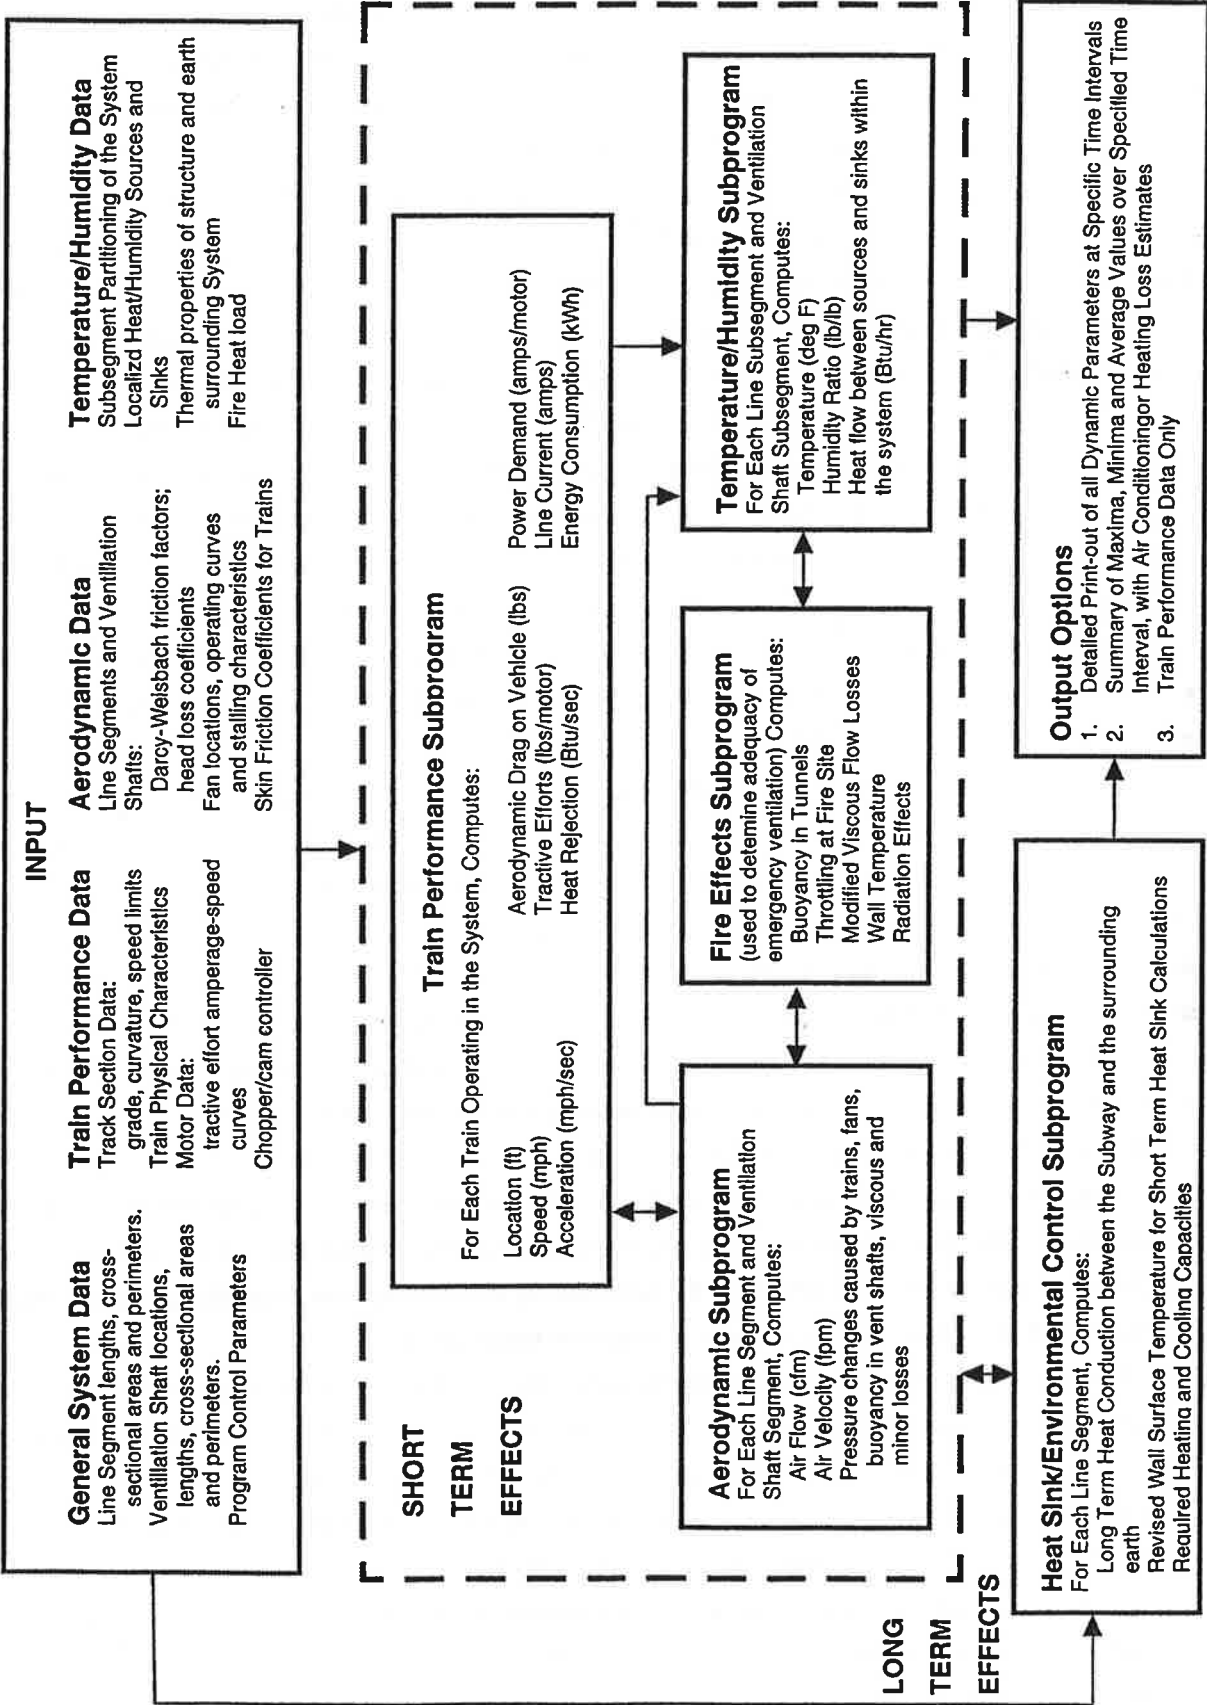 INPUT
General System Data
Line Segment lengths, cross-
sectional areas and perimeters.
Ventillation Shaft locations,
lengths, cross-sectional areas
and perimeters.
Program Control Parameters
Train Performance Data
Track Section Data:
grade, curvature, speed limits
Train Physical Characteristics
Motor Data:
tractive effort amperage-speed
curves
Chopper/cam controller
Aerodynamic Data
Line Segments and Ventillation
Shafts:
Darcy-Weisbach friction factors;
head loss coefficients
Fan locations, operating curves
and stalling characteristics
Skin Friction Coefficients for Trains
Temperature/Humidity Data
Subsegment Partitioning of the System
Localizd Heat/Humidity Sources and
Sinks
Thermal properties of structure and earth
surrounding System
Fire Heat load
SHORT
TERM
EFFECTS
Train Performance Subprogram
For Each Train Operating in the System, Computes:
Location (ft)
Speed (mph)
Acceleration (mph/sec)
Aerodynamic Drag on Vehicle (lbs)
Tractive Efforts (lbs/motor)
Heat Rejection (Btu/sec)
Power Demand (amps/motor)
Line Current (amps)
Energy Consumption (kWh)
Aerodynamic Subprogram
For Each Line Segment and Ventilation
Shaft Segment, Computes:
Air Flow (cfm)
Air Velocity (fpm)
Pressure changes caused by trains, fans,
buoyancy in vent shafts, viscous and
minor losses
Fire Effects Subprogram
(used to detemine adequacy of
emergency ventilation) Computes:
Buoyancy in Tunnels
Throttling at Fire Site
Modified Viscous Flow Losses
Wall Temperature
Radiation Effects
Temperature/Humidity Subprogram
For Each Line Subsegment and Ventilation
Shaft Subsegment, Computes:
Temperature (deg F)
Humidity Ratio (lb/lb)
Heat flow between sources and sinks within
the system (Btu/hr)
LONG
TERM
EFFECTS
Heat Sink/Environmental Control Subprogram
For Each Line Segment, Computes:
Long Term Heat Conduction between the Subway and the surrounding
earth
Revised Wall Surface Temperature for Short Term Heat Sink Calculations
Required Heating and Cooling Capacities
Output Options
1. Detailed Print-out of all Dynamic Parameters at Specific Time Intervals
2. Summary of Maxima, Minima and Average Values over Specified Time
Interval, with Air Conditioningor Heating Loss Estimates
3. Train Performance Data Only